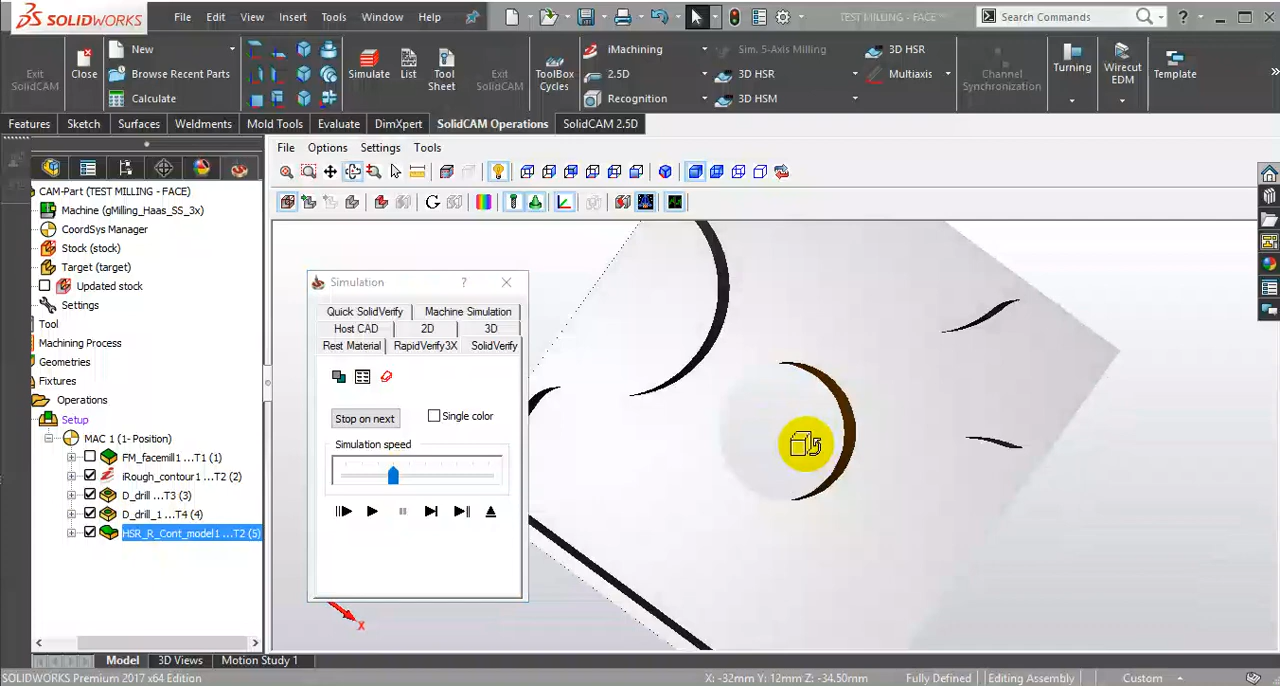 SOLIDWORKS File Edit View Insert Tools Window Help TEST MILLING - FACE Search Commands ?
Exit SolidCAM
Close
New
Browse Recent Parts
Calculate
Simulate
List
Tool Sheet
Exit SolidCAM
ToolBox Cycles
iMachining
2.5D
Recognition
Sim. 5-Axis Milling
3D HSR
3D HSM
3D HSR
Multiaxis
Channel Synchronization
Turning
Wirecut EDM
Template
Features Sketch Surfaces Weldments Mold Tools Evaluate DimXpert SolidCAM Operations SolidCAM 2.5D
File Options Settings Tools
CAM-Part (TEST MILLING - FACE)
Machine (gMilling_Haas_SS_3x)
CoordSys Manager
Stock (stock)
Target (target)
Updated stock
Settings
Tool
Machining Process
Geometries
Fixtures
Operations
Setup
MAC 1 (1- Position)
FM_facemill1 ...T1 (1)
iRough_contour1 ...T2 (2)
D_drill ...T3 (3)
D_drill_1 ...T4 (4)
HSR_R_Cont_model1 ...T2 (5)
Simulation ?
Quick SolidVerify Machine Simulation
Host CAD 2D 3D
Rest Material RapidVerify3X SolidVerify
Stop on next Single color
Simulation speed
X
Model 3D Views Motion Study 1
SOLIDWORKS Premium 2017 x64 Edition X: -32mm Y: 12mm Z: -34.50mm Fully Defined Editing Assembly Custom